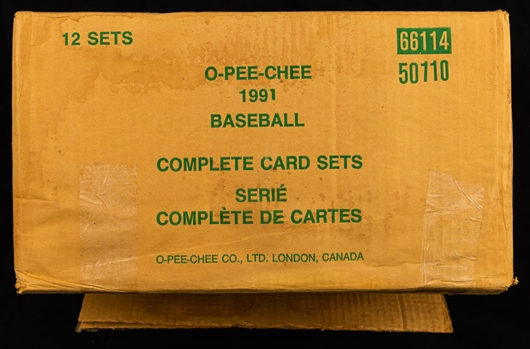 12 SETS
66114
50110
O-PEE-CHEE
1991
BASEBALL
COMPLETE CARD SETS
SERIÉ
COMPLÈTE DE CARTES
O-PEE-CHEE CO., LTD. LONDON, CANADA